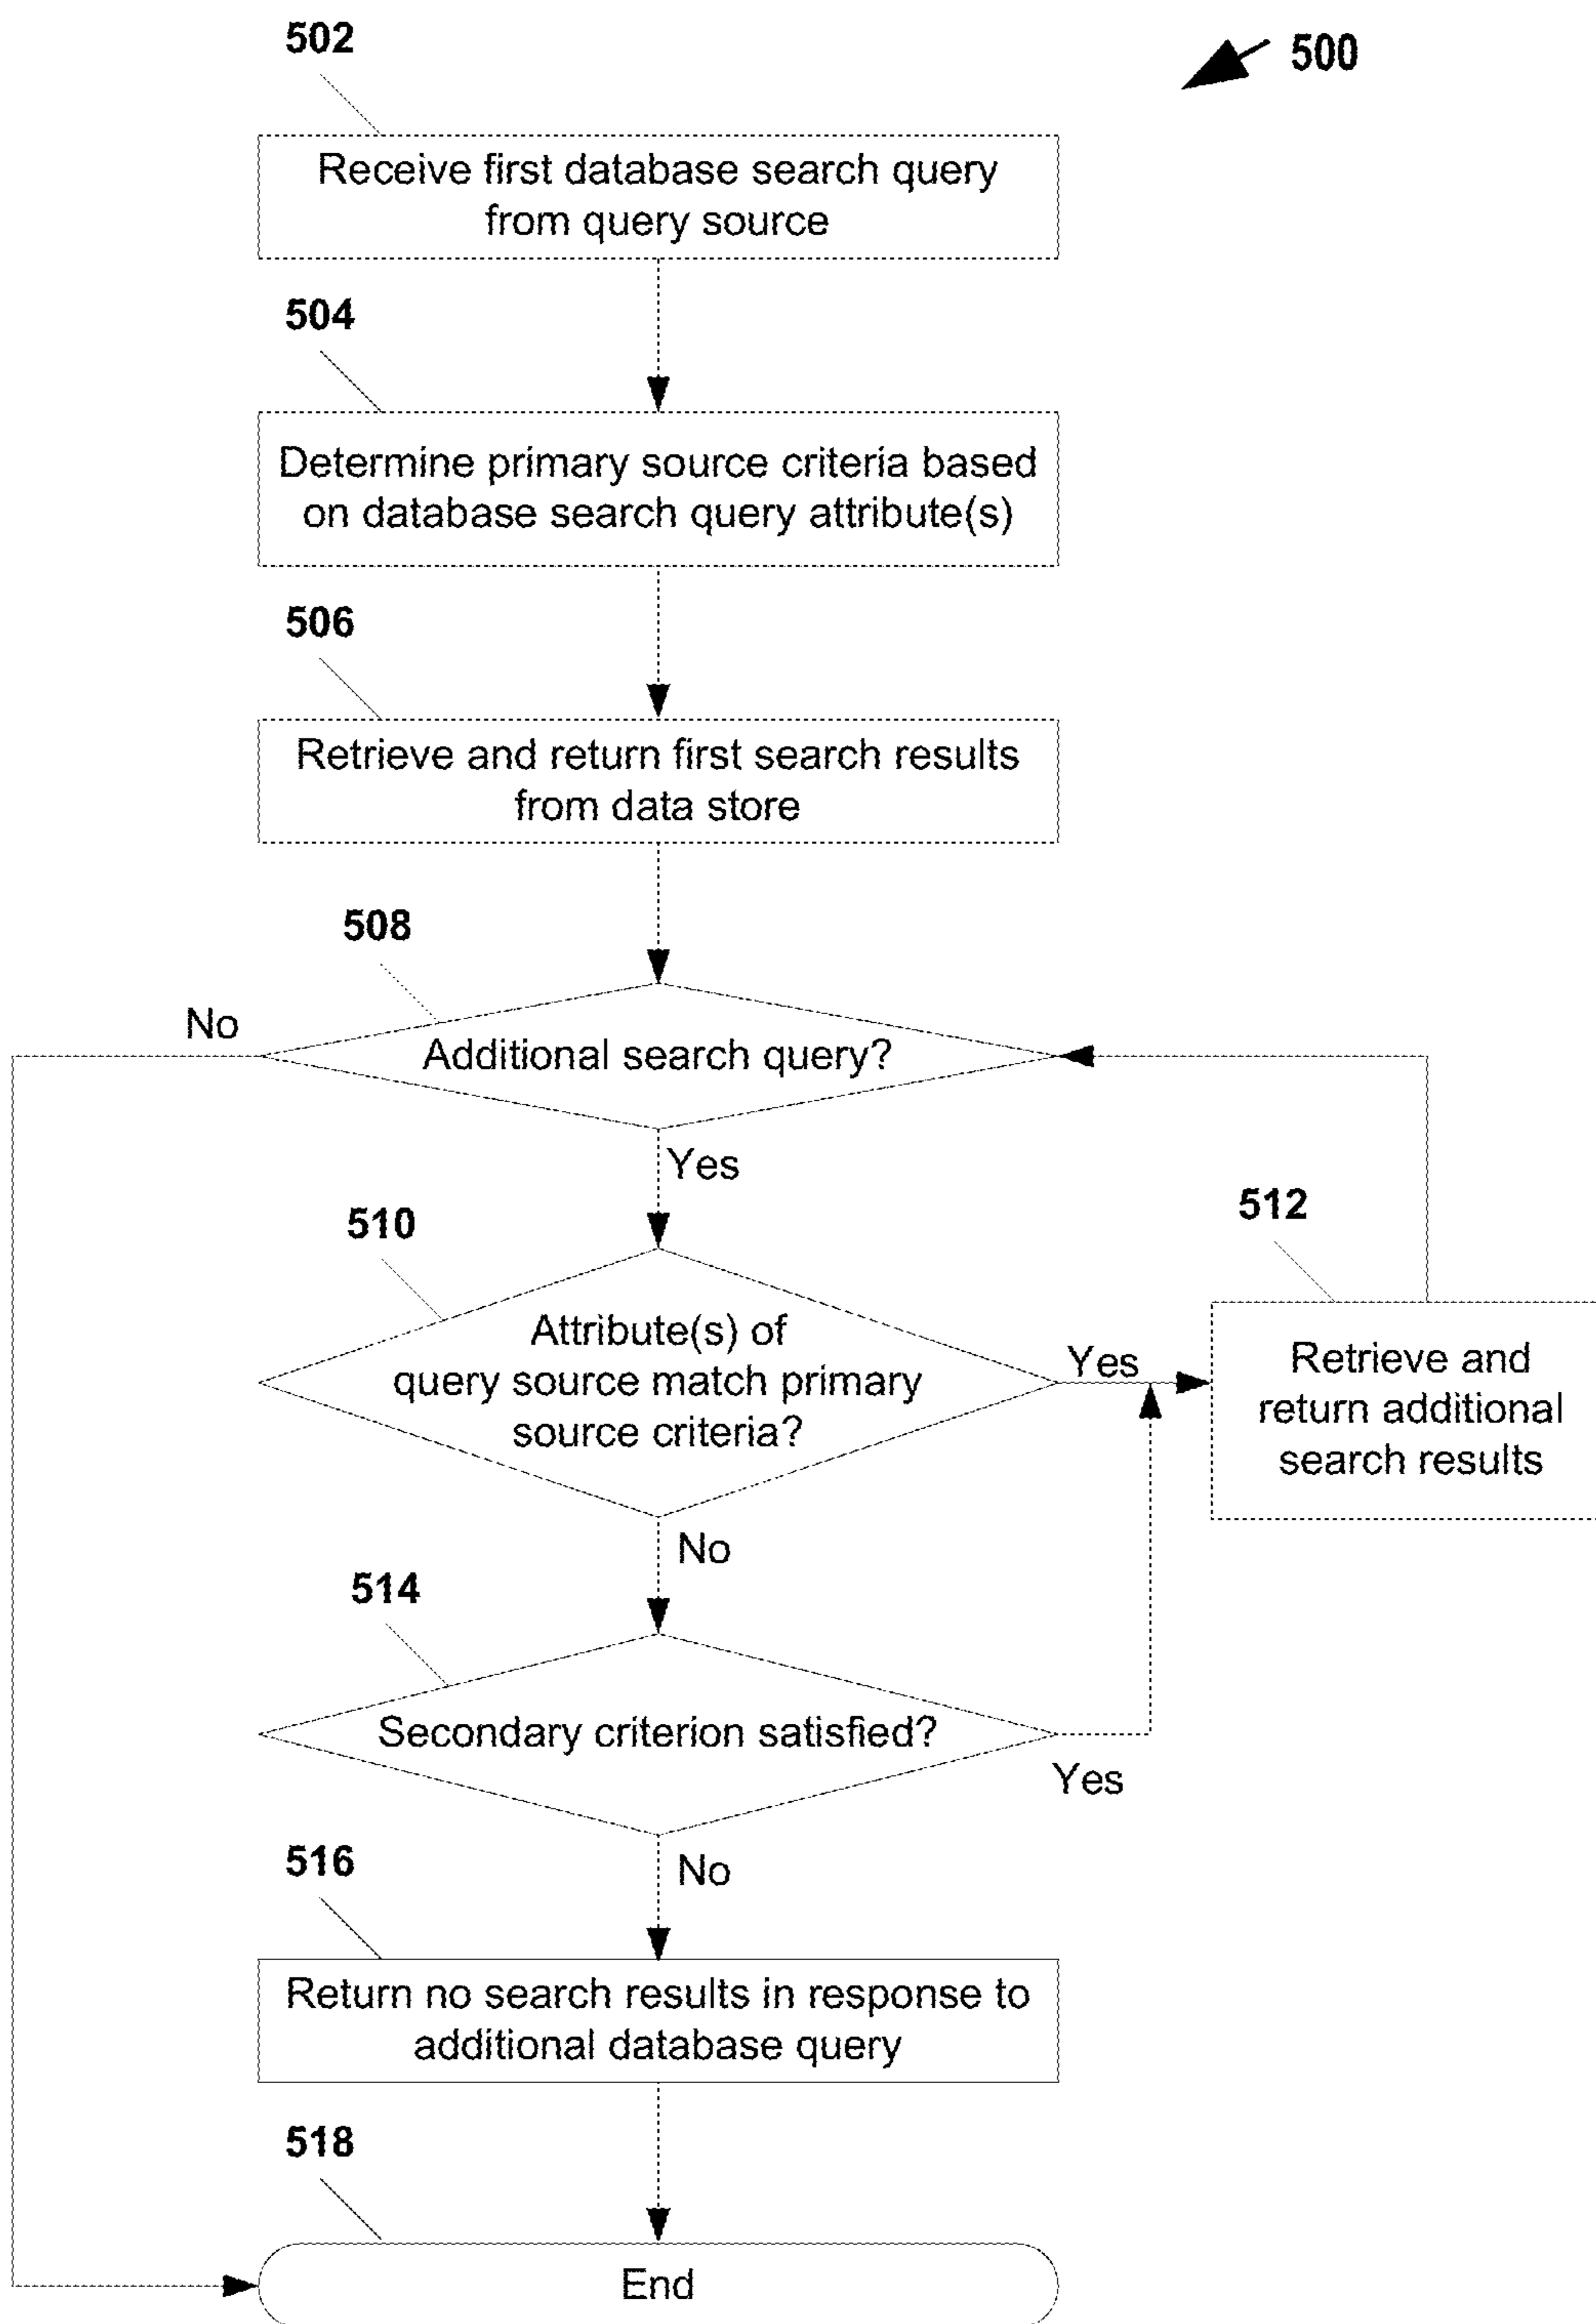 502
500
Receive first database search query
from query source
504
Determine primary source criteria based
on database search query attribute(s)
506
Retrieve and return first search results
from data store
508
No
Additional search query?
Yes
510
512
Attribute(s) of
query source match primary
source criteria?
Yes
Retrieve and
return additional
search results
No
514
Secondary criterion satisfied?
Yes
516
No
Return no search results in response to
additional database query
518
End